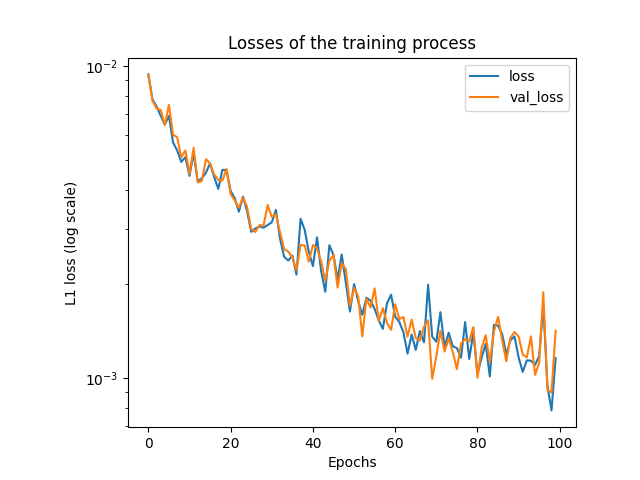 Losses of the training process
loss
val_loss
10⁻²
10⁻³
L1 loss (log scale)
0 20 40 60 80 100
Epochs